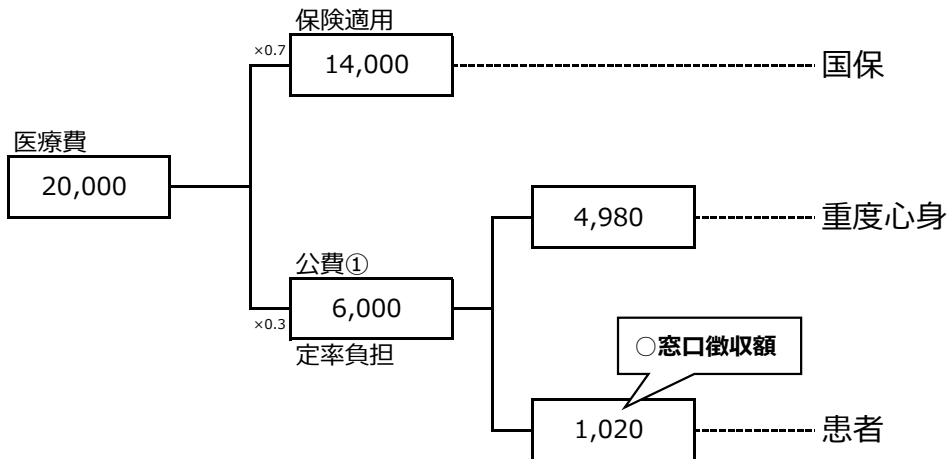 保険適用
×0.7
14,000
国保
医療費
20,000
4,980
重度心身
公費①
6,000
×0.3
定率負担
○窓口徴収額
1,020
患者